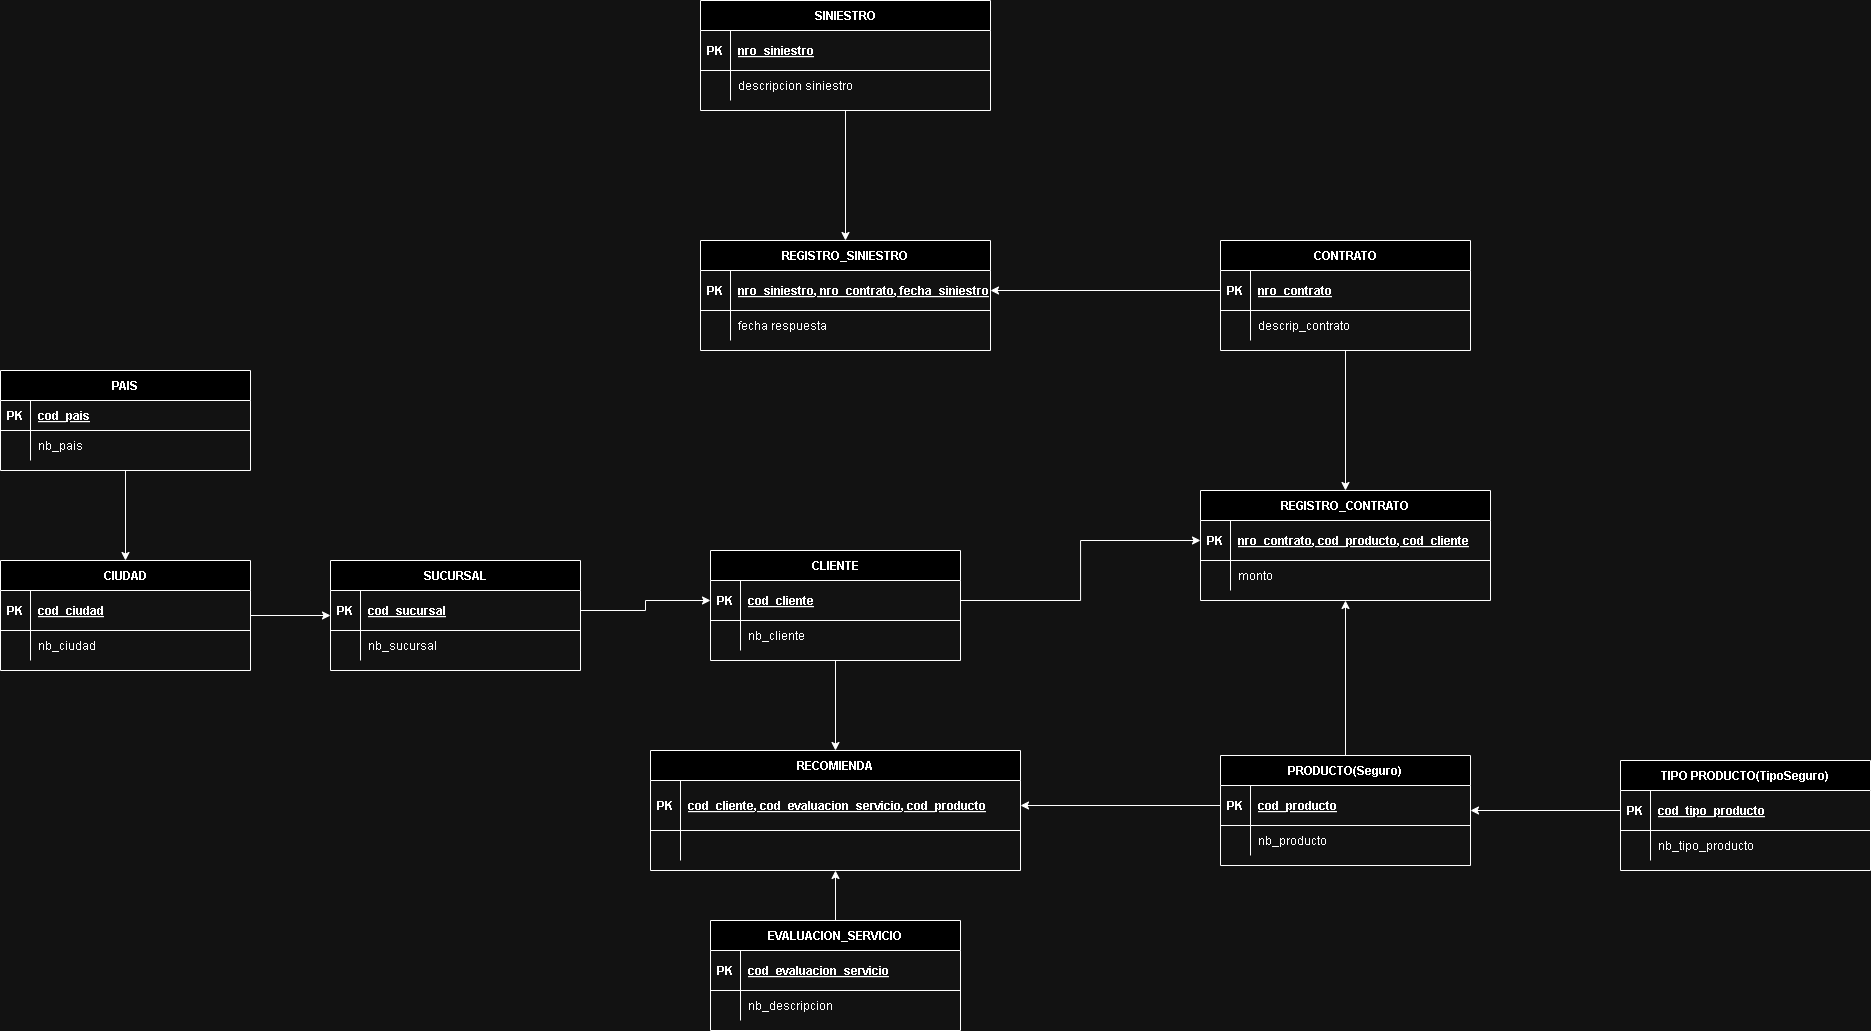 SINIESTRO
PK nro_siniestro
descripcion siniestro
REGISTRO_SINIESTRO
PK nro_siniestro, nro_contrato, fecha_siniestro
fecha respuesta
CONTRATO
PK nro_contrato
descrip_contrato
PAIS
PK cod_pais
nb_pais
REGISTRO_CONTRATO
PK nro_contrato, cod_producto, cod_cliente
monto
CIUDAD
PK cod_ciudad
nb_ciudad
SUCURSAL
PK cod_sucursal
nb_sucursal
CLIENTE
PK cod_cliente
nb_cliente
RECOMIENDA
PK cod_cliente, cod_evaluacion_servicio, cod_producto
PRODUCTO(Seguro)
PK cod_producto
nb_producto
TIPO PRODUCTO(TipoSeguro)
PK cod_tipo_producto
nb_tipo_producto
EVALUACION_SERVICIO
PK cod_evaluacion_servicio
nb_descripcion